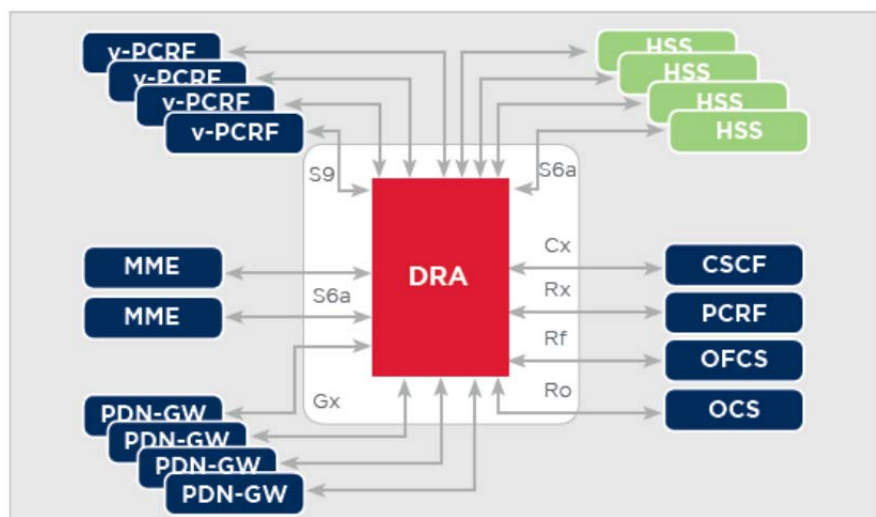 v-PCRF
v-PCRF
v-PCRF
v-PCRF
HSS
HSS
HSS
HSS
S9
S6a
MME
MME
S6a
DRA
Cx
Rx
Rf
Ro
CSCF
PCRF
OFCS
OCS
Gx
PDN-GW
PDN-GW
PDN-GW
PDN-GW